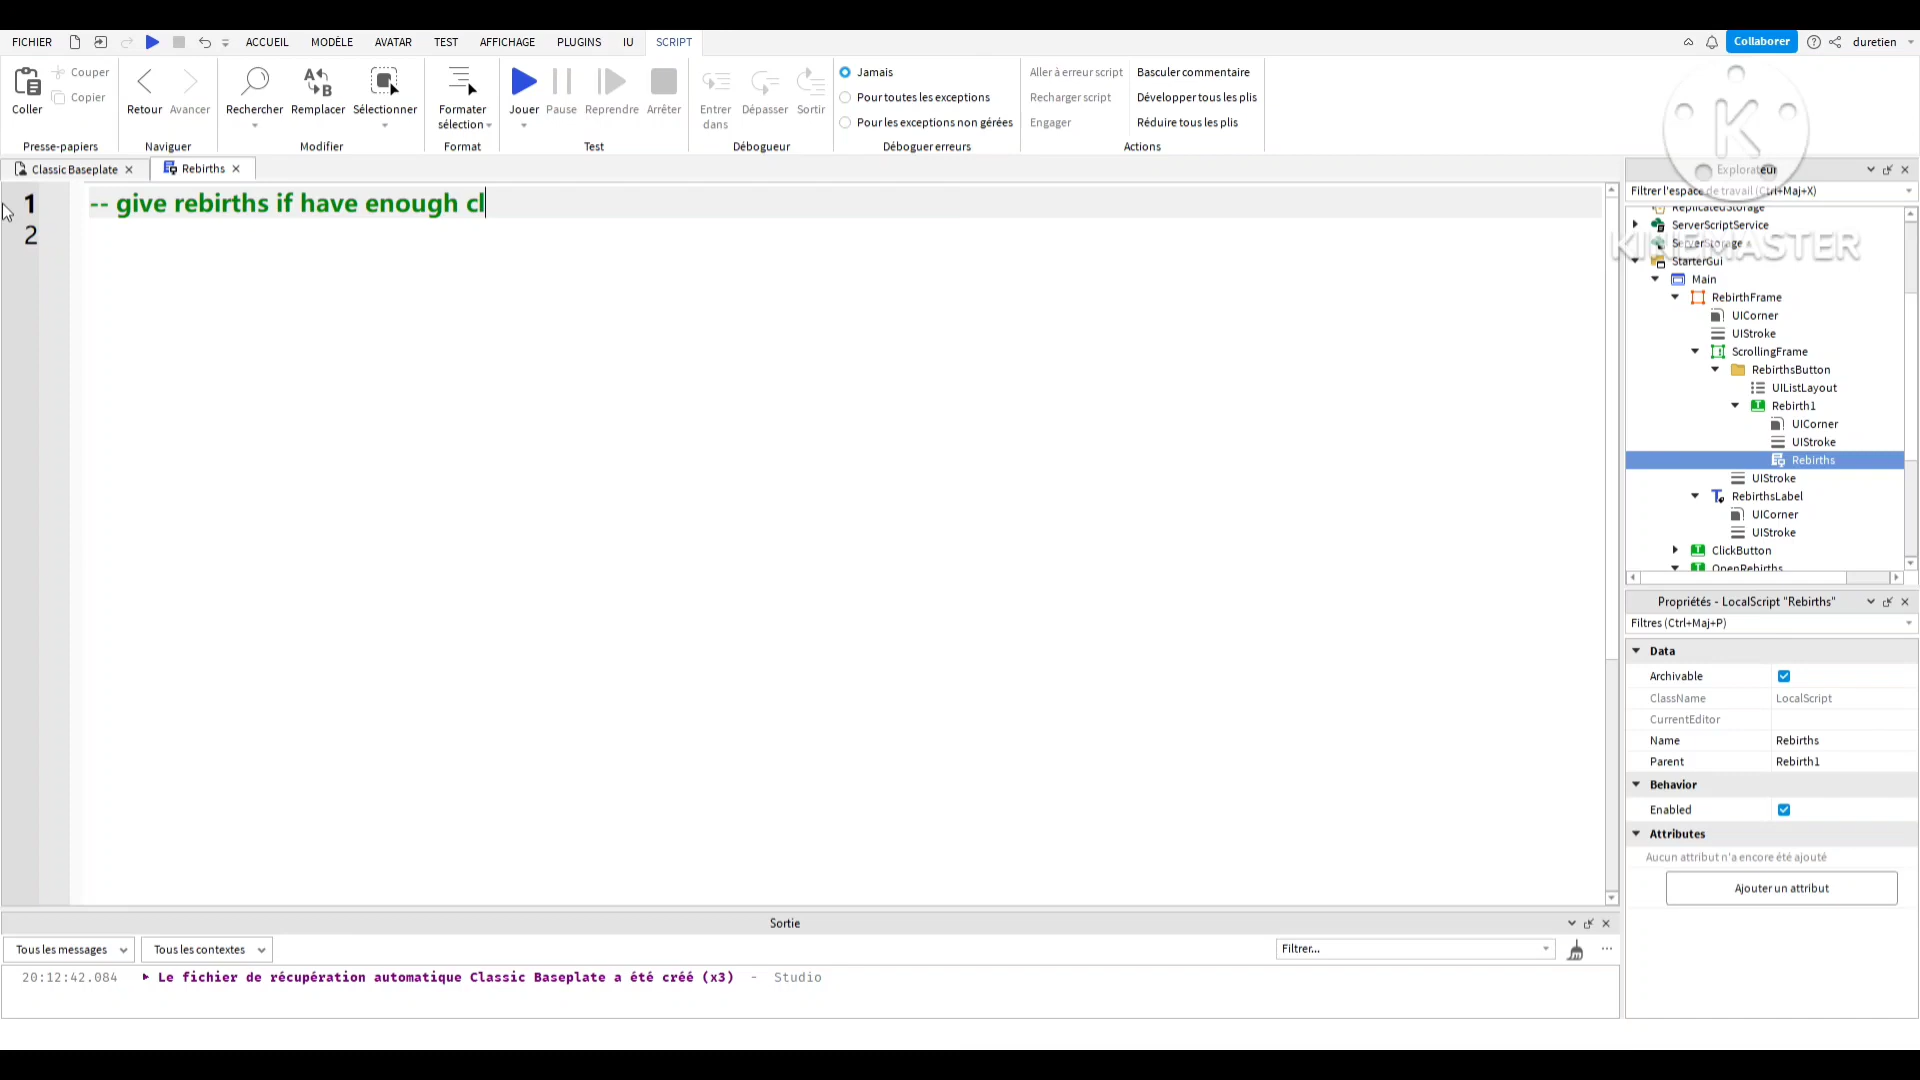 FICHIER ACCUEIL MODÈLE AVATAR TEST AFFICHAGE PLUGINS IU SCRIPT Collaborer duretien
Coller Couper Copier
Presse-papiers
Retour Avancer
Naviguer
Rechercher Remplacer Sélectionner
Modifier
Formater sélection
Format
Jouer Pause Reprendre Arrêter
Test
Entrer dans Dépasser Sortir
Débogueur
Jamais
Pour toutes les exceptions
Pour les exceptions non gérées
Déboguer erreurs
Aller à erreur script Basculer commentaire
Recharger script Développer tous les plis
Engager Réduire tous les plis
Actions
K
KINEMASTER
Classic Baseplate Rebirths
1 -- give rebirths if have enough cl
2
Explorateur
Filtrer l'espace de travail (Ctrl+Maj+X)
ReplicatedStorage
ServerScriptService
ServerStorage
StarterGui
Main
RebirthFrame
UICorner
UIStroke
ScrollingFrame
RebirthsButton
UIListLayout
Rebirth1
UICorner
UIStroke
Rebirths
UIStroke
RebirthsLabel
UICorner
UIStroke
ClickButton
OpenRebirths
Propriétés - LocalScript "Rebirths"
Filtres (Ctrl+Maj+P)
Data
Archivable
ClassName LocalScript
CurrentEditor
Name Rebirths
Parent Rebirth1
Behavior
Enabled
Attributes
Aucun attribut n'a encore été ajouté
Ajouter un attribut
Sortie
Tous les messages Tous les contextes Filtrer...
20:12:42.084 Le fichier de récupération automatique Classic Baseplate a été créé (x3) - Studio